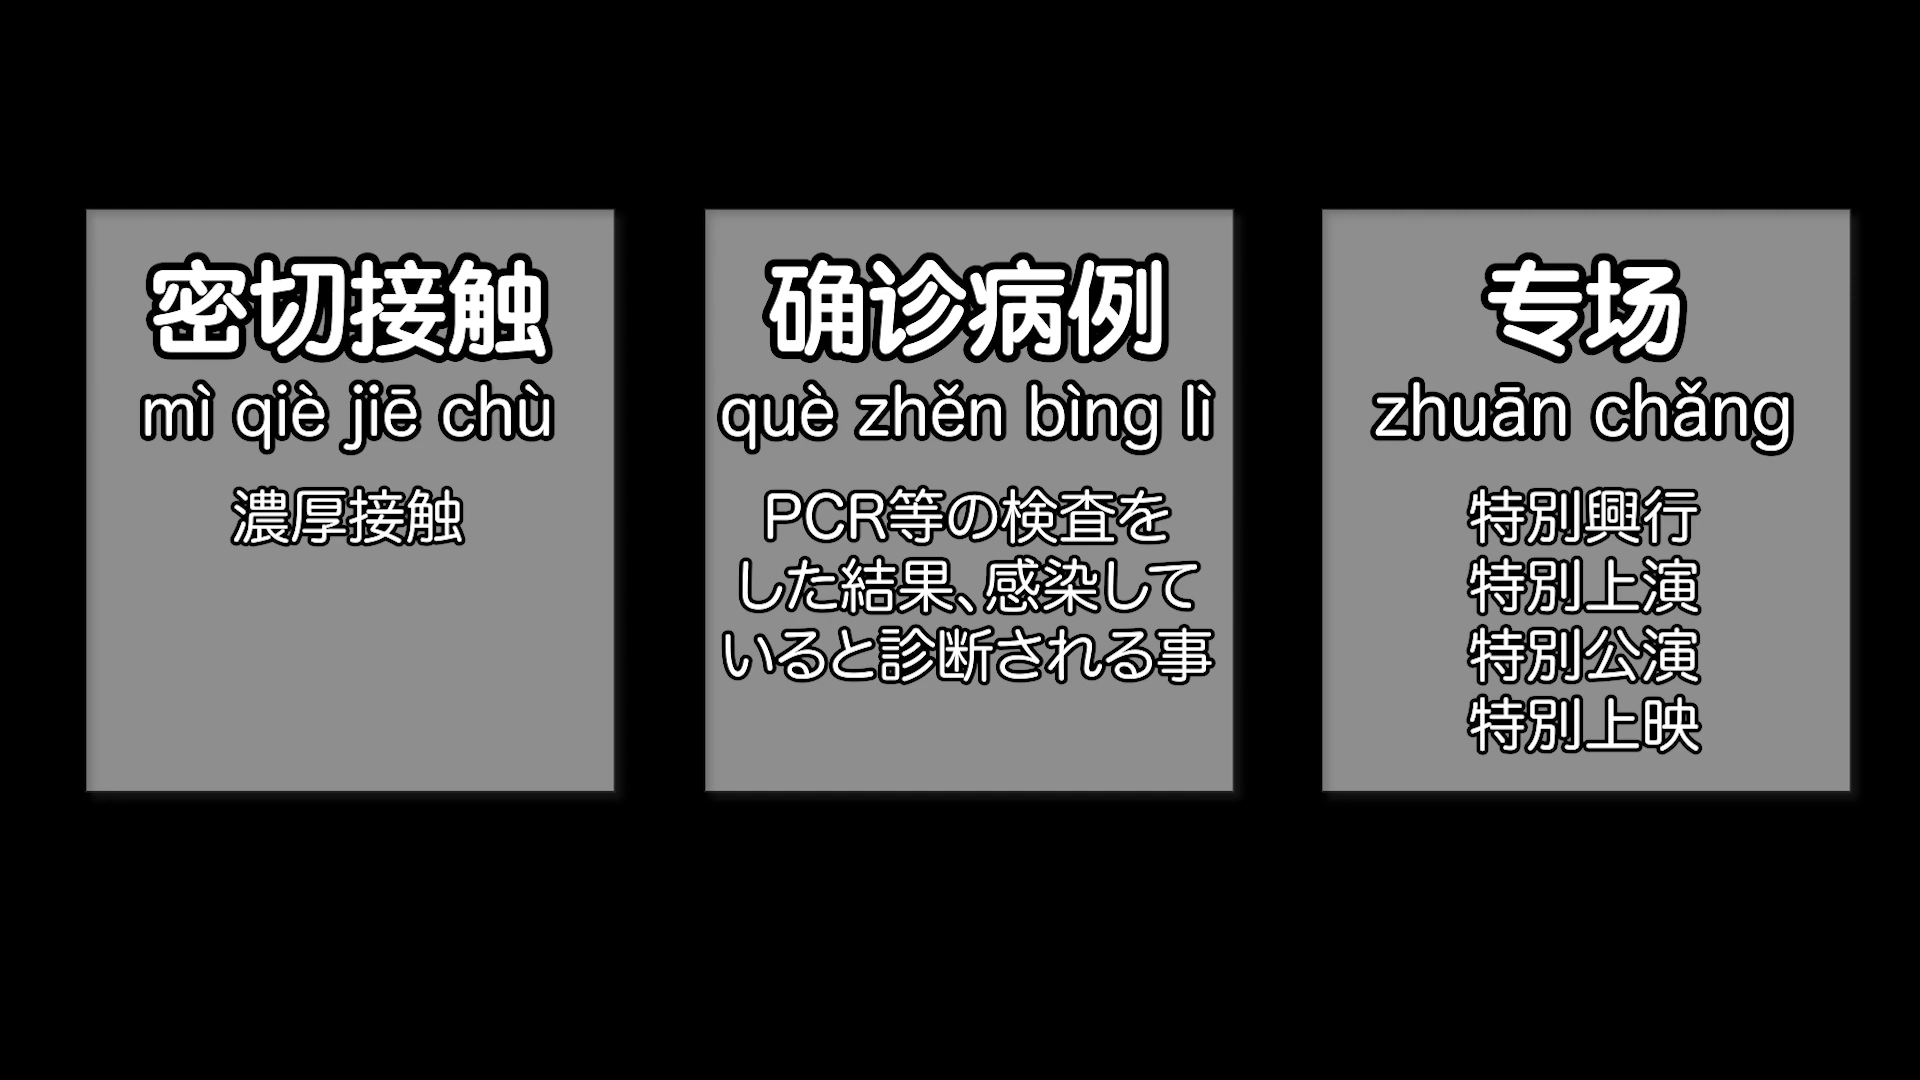 密切接触
mì qiè jiē chù
濃厚接触
确诊病例
què zhěn bìng lì
PCR等の検査を
した結果、感染して
いると診断される事
专场
zhuān chǎng
特別興行
特別上演
特別公演
特別上映